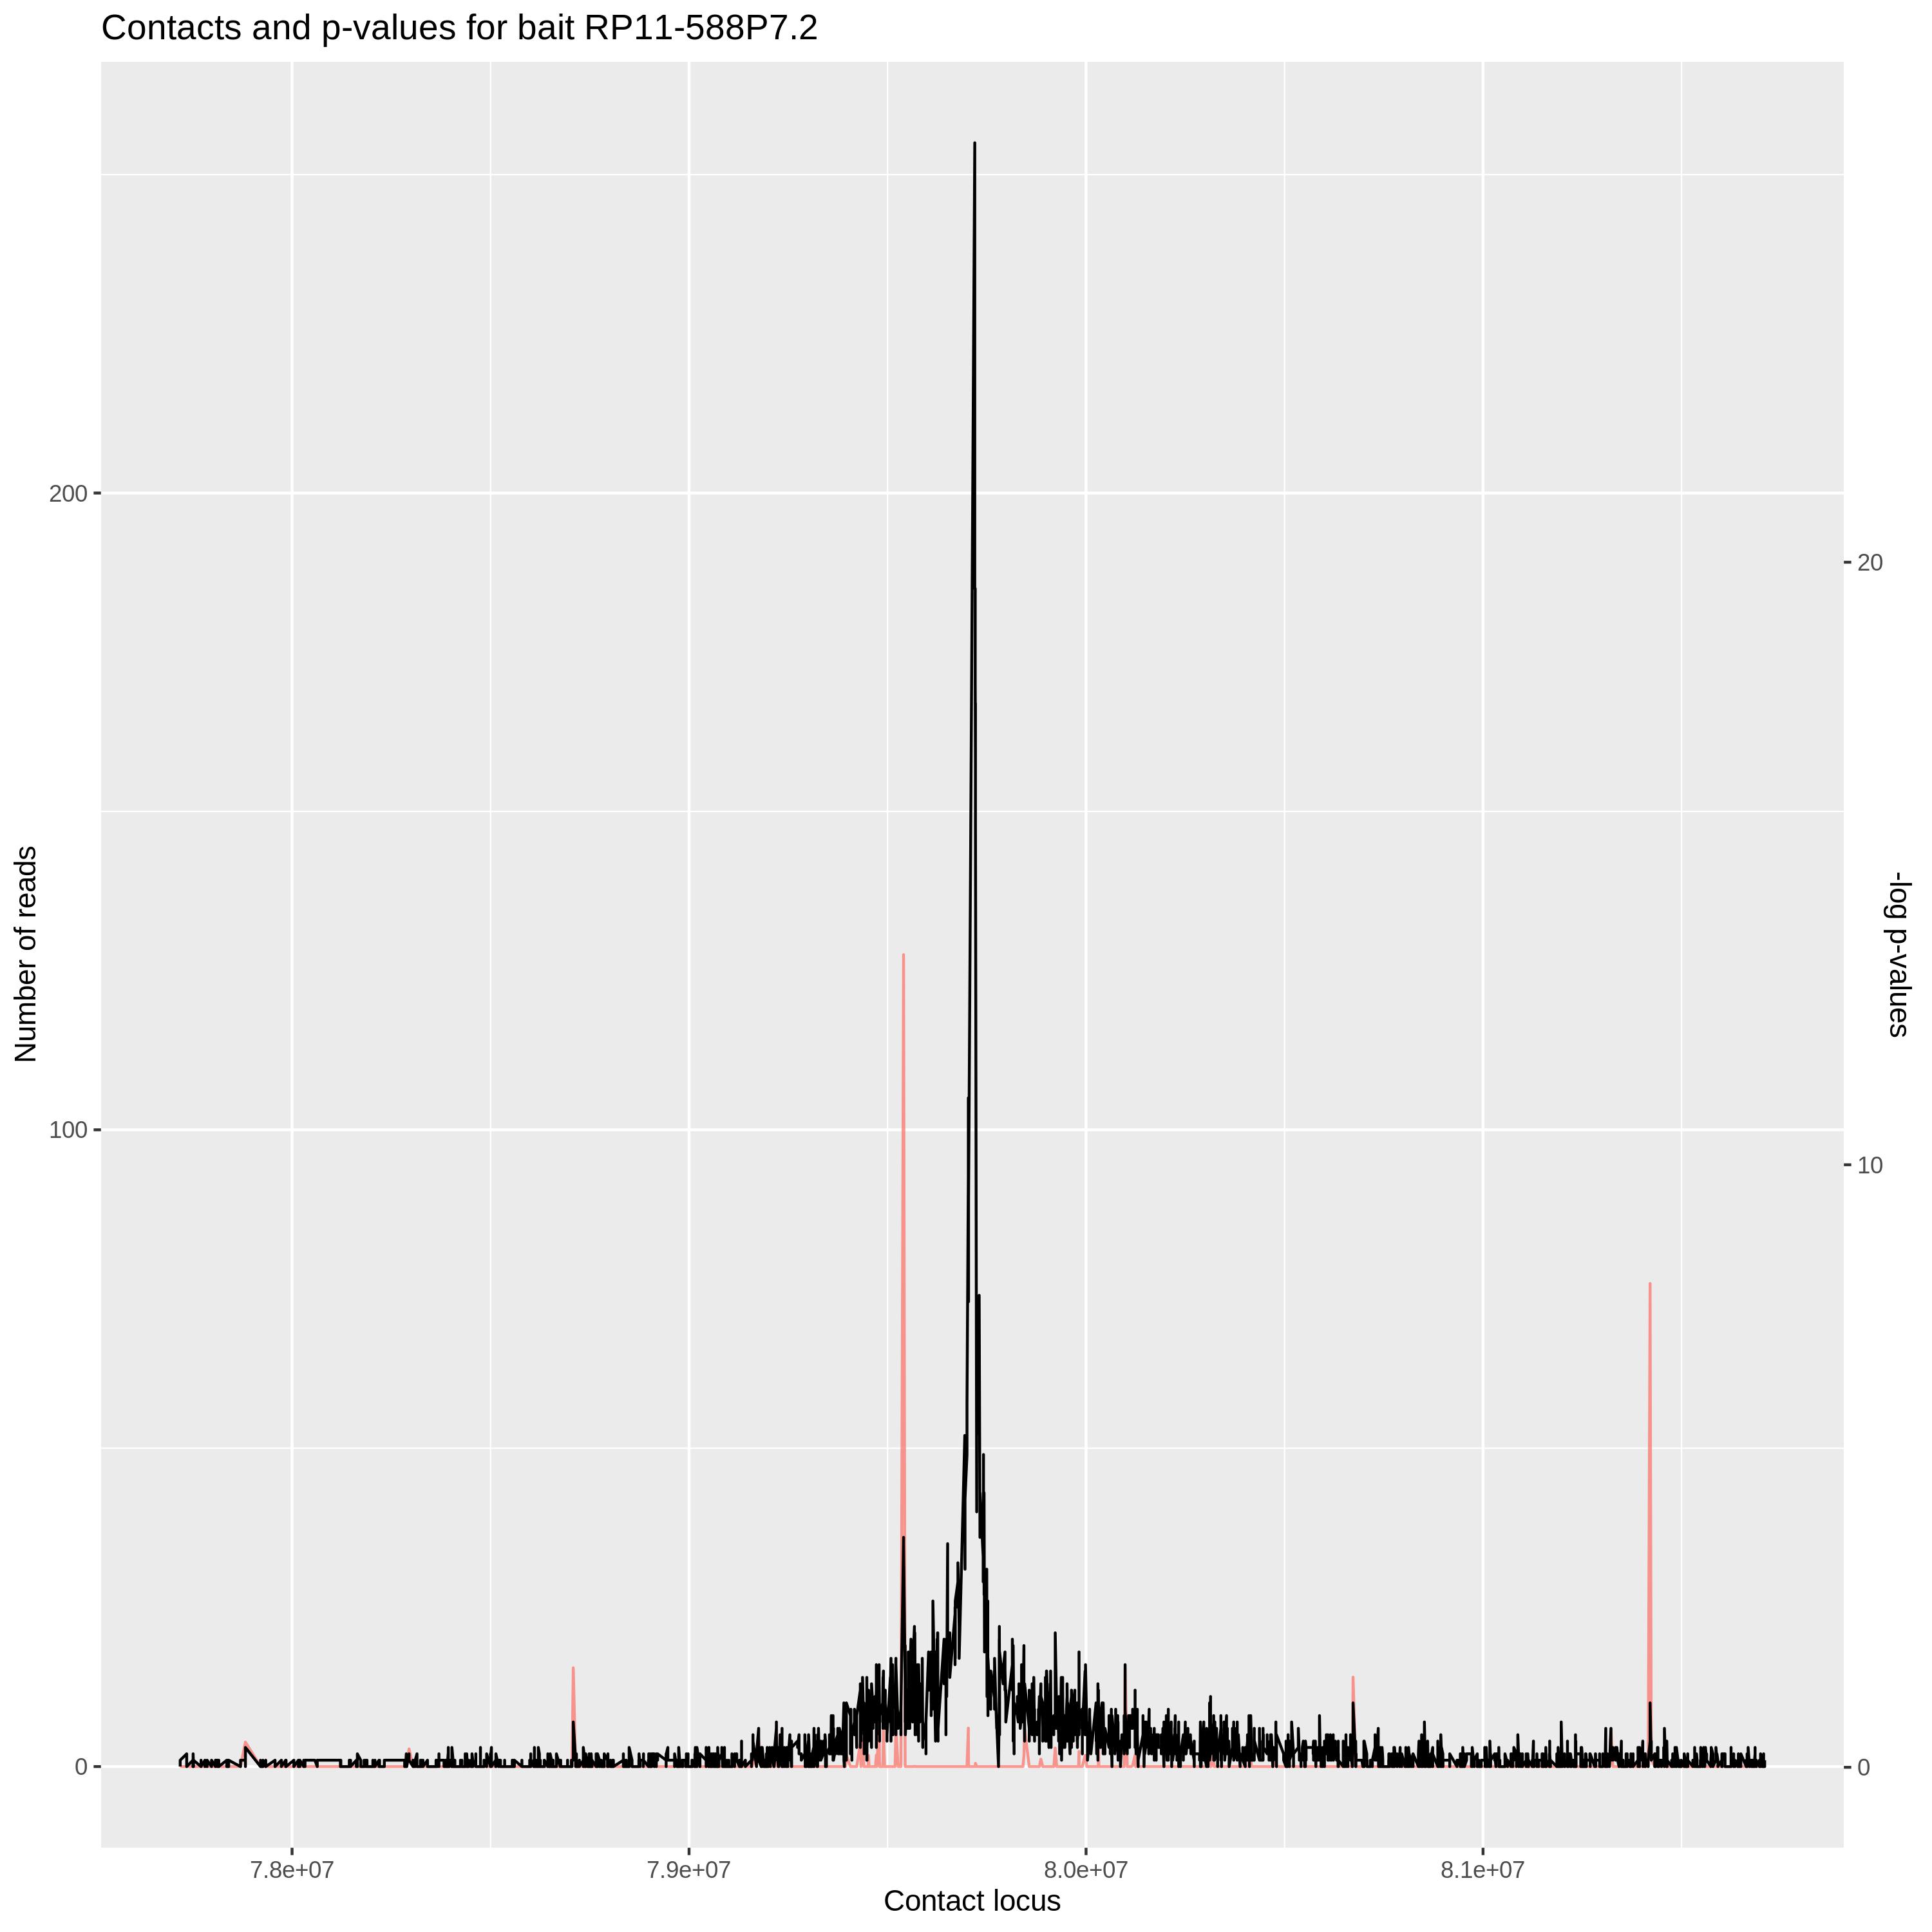 Contacts and p-values for bait RP11-588P7.2
Number of reads
200
100
0
20
10
0
-log p-values
7.8e+07 7.9e+07 8.0e+07 8.1e+07
Contact locus